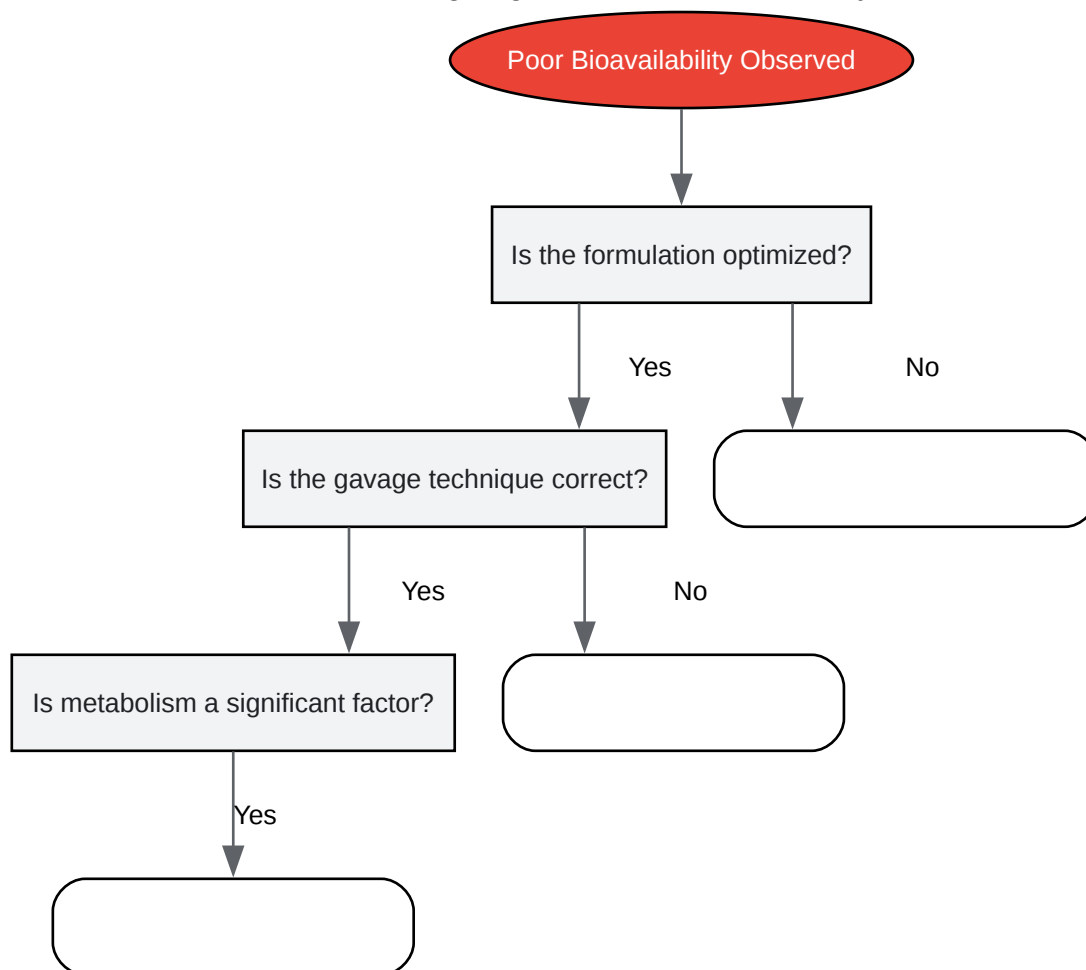 Poor Bioavailability Observed
Is the formulation optimized?
Yes
No
Is the gavage technique correct?
Yes
No
Is metabolism a significant factor?
Yes